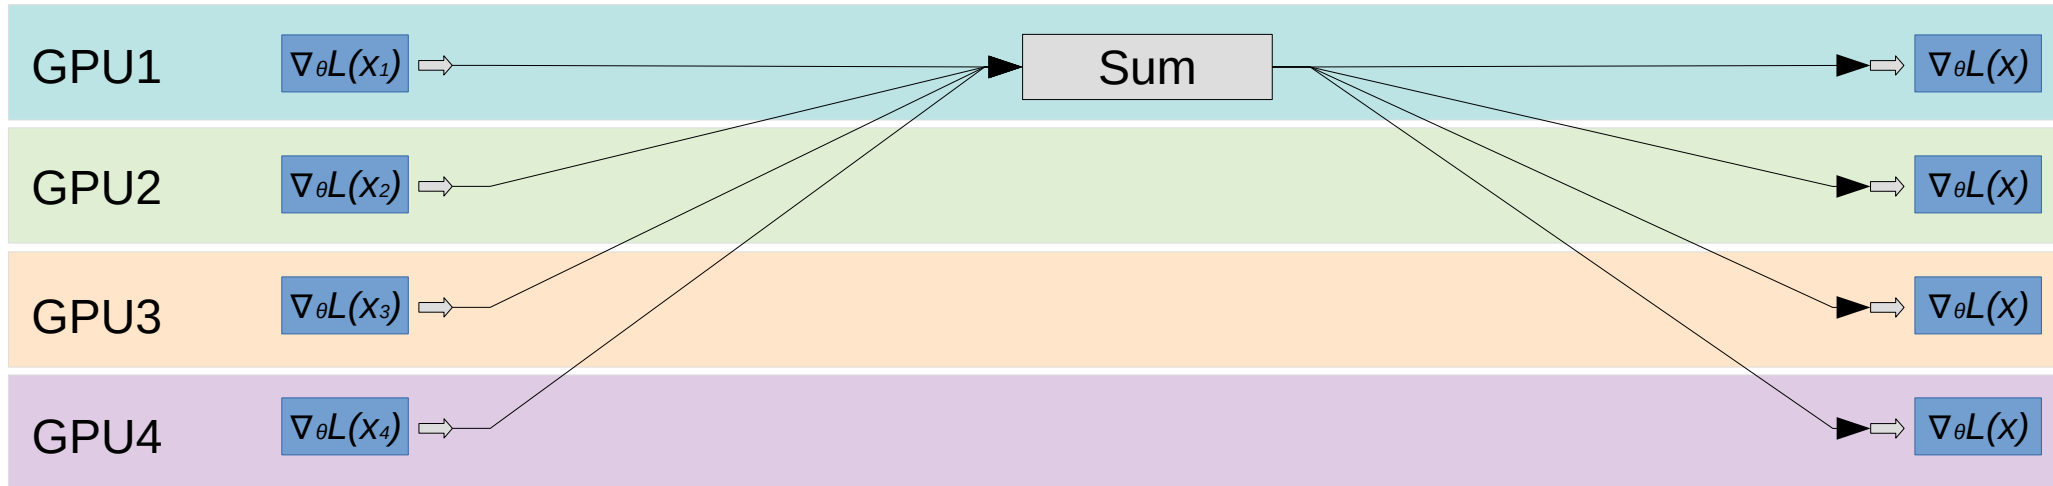 GPU1 ∇θL(x1) Sum ∇θL(x)
GPU2 ∇θL(x2) ∇θL(x)
GPU3 ∇θL(x3) ∇θL(x)
GPU4 ∇θL(x4) ∇θL(x)